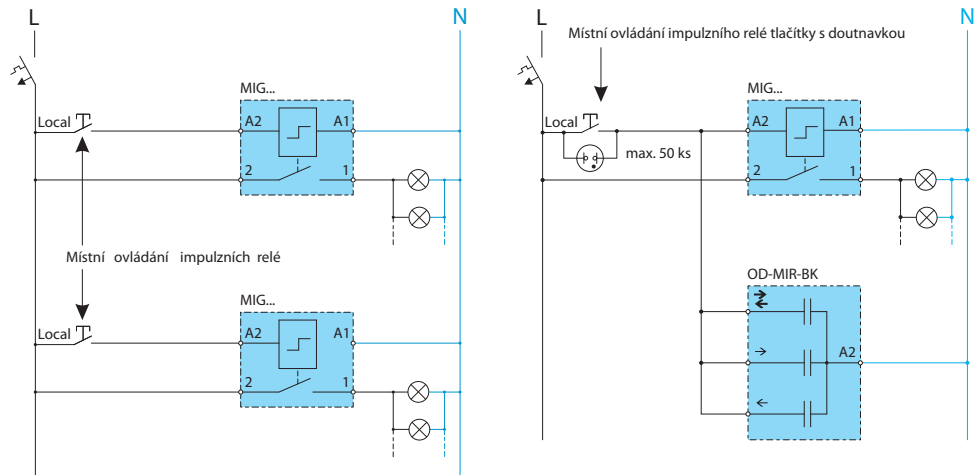 L
N
MIG...
Local
A2
A1
2
1
Místní ovládání impulzních relé
MIG...
Local
A2
A1
2
1
L
Místní ovládání impulzního relé tlačítky s doutnavkou
N
MIG...
Local
A2
A1
max. 50 ks
2
1
OD-MIR-BK
A2